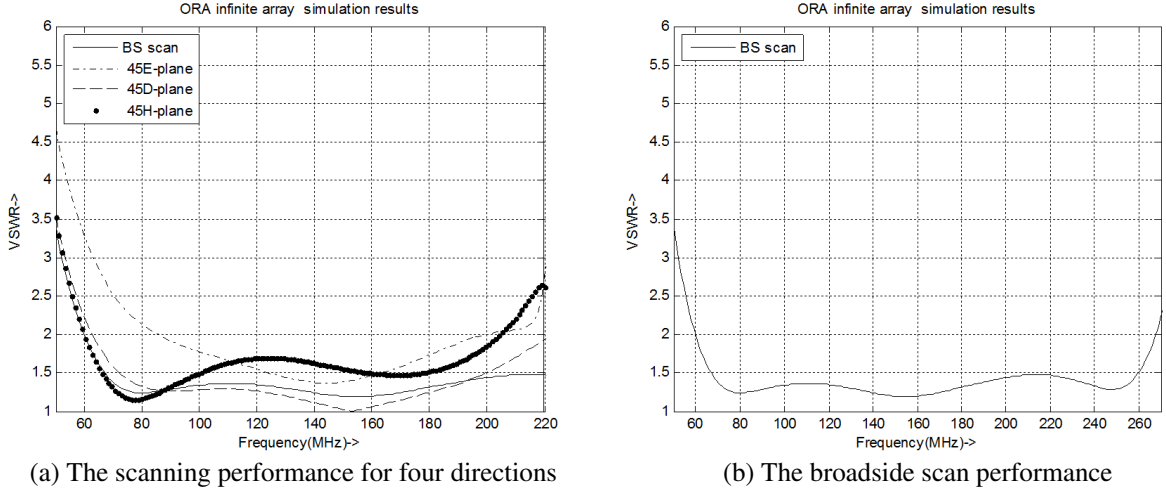 ORA infinite array simulation results
6
5.5
5
4.5
4
3.5
3
2.5
2
1.5
1
VSWR->
BS scan
45E-plane
45D-plane
45H-plane
60 80 100 120 140 160 180 200 220
Frequency(MHz)->
(a) The scanning performance for four directions
ORA infinite array simulation results
6
5.5
5
4.5
4
3.5
3
2.5
2
1.5
1
VSWR->
BS scan
60 80 100 120 140 160 180 200 220 240 260
Frequency(MHz)->
(b) The broadside scan performance